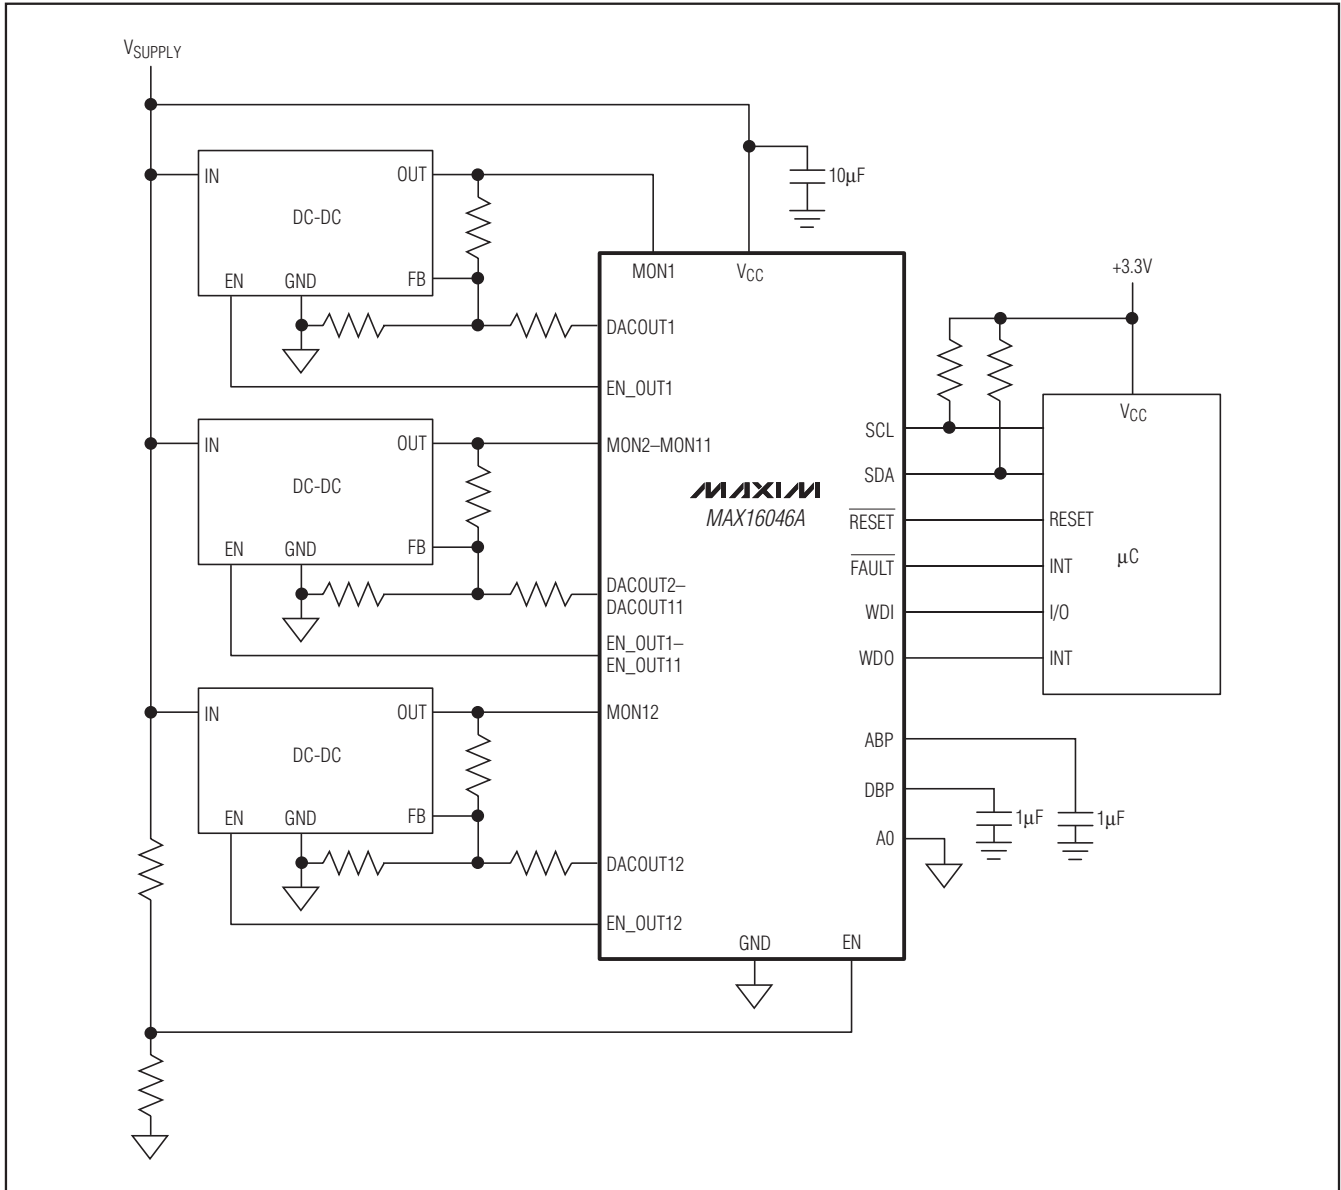 VSUPPLY
IN
OUT
DC-DC
EN
GND
FB
10µF
MON1
VCC
DACOUT1
EN_OUT1
+3.3V
IN
OUT
DC-DC
EN
GND
FB
MON2–MON11
DACOUT2–
DACOUT11
EN_OUT1–
EN_OUT11
MAXIM
MAX16046A
SCL
SDA
RESET
FAULT
WDI
WDO
VCC
RESET
INT
µC
I/O
INT
IN
OUT
DC-DC
EN
GND
FB
MON12
DACOUT12
EN_OUT12
ABP
DBP
A0
1µF
1µF
GND
EN